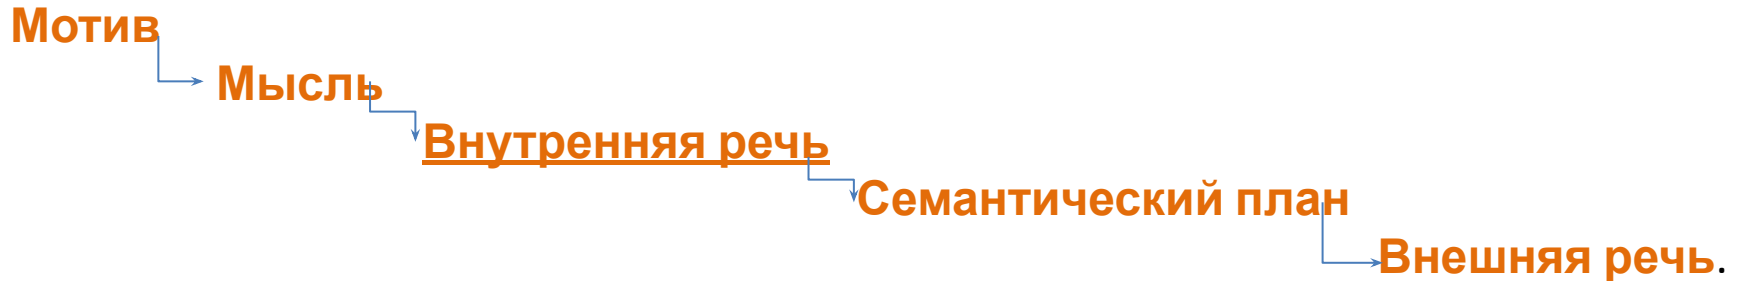 Мотив
Мысль
Внутренняя речь
Семантический план
Внешняя речь.